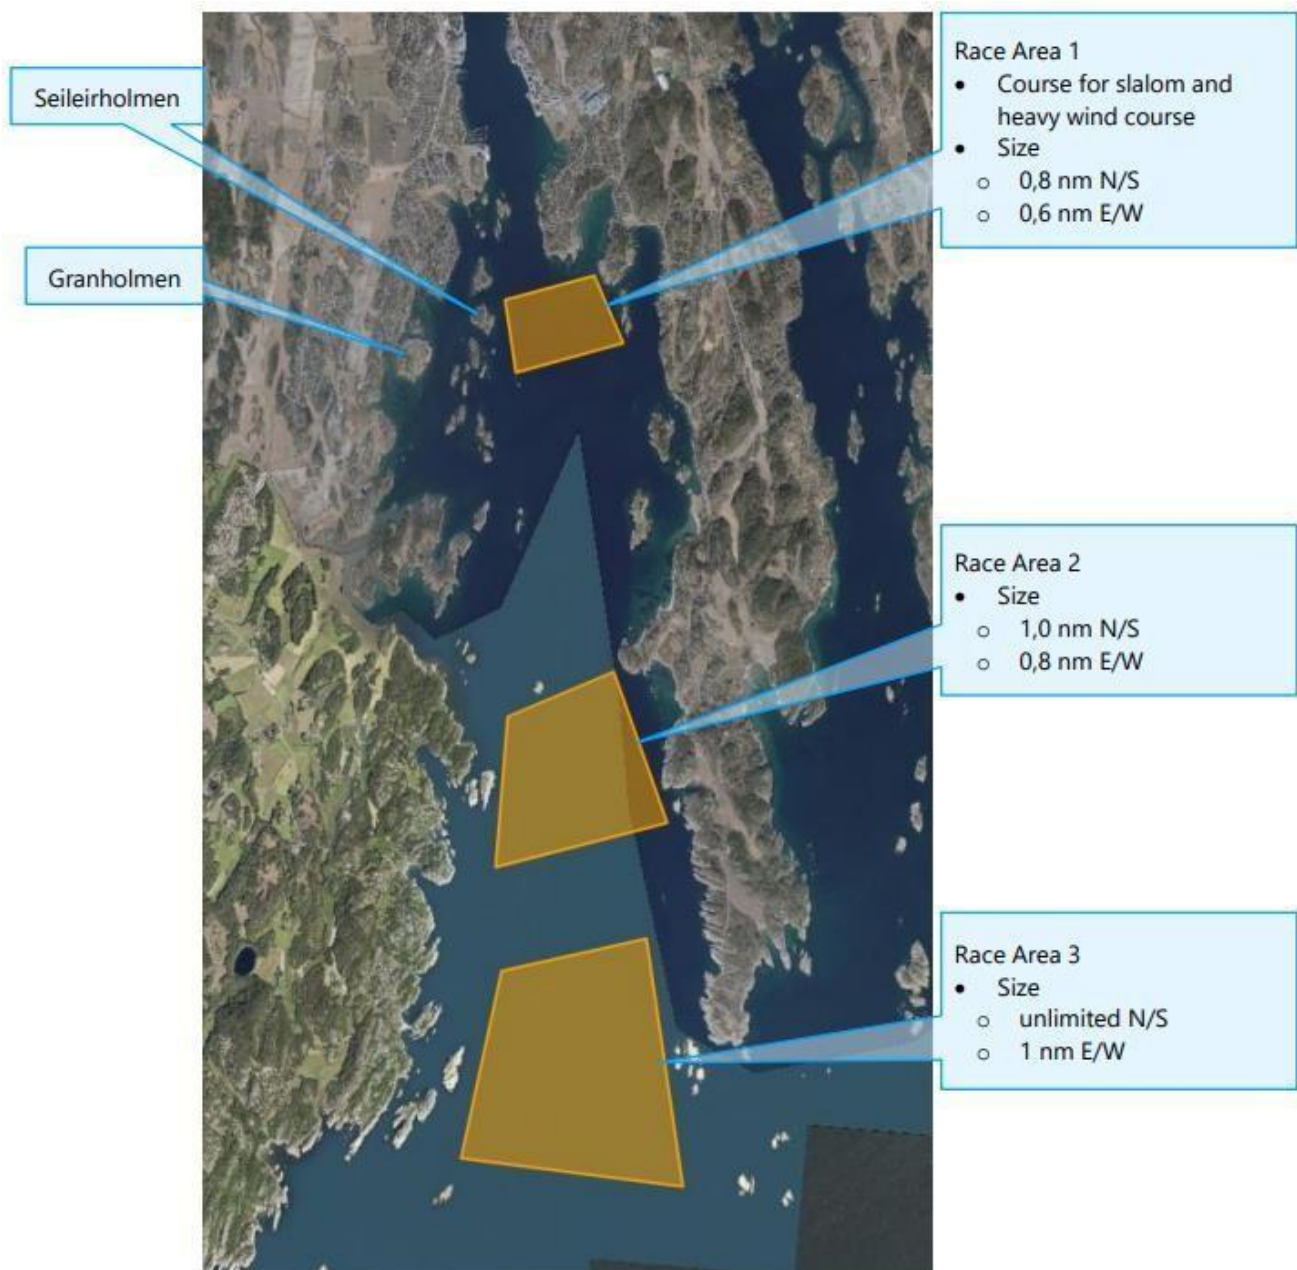 Seileirholmen
Granholmen
Race Area 1
• Course for slalom and
heavy wind course
• Size
o 0,8 nm N/S
o 0,6 nm E/W
Race Area 2
• Size
o 1,0 nm N/S
o 0,8 nm E/W
Race Area 3
• Size
o unlimited N/S
o 1 nm E/W